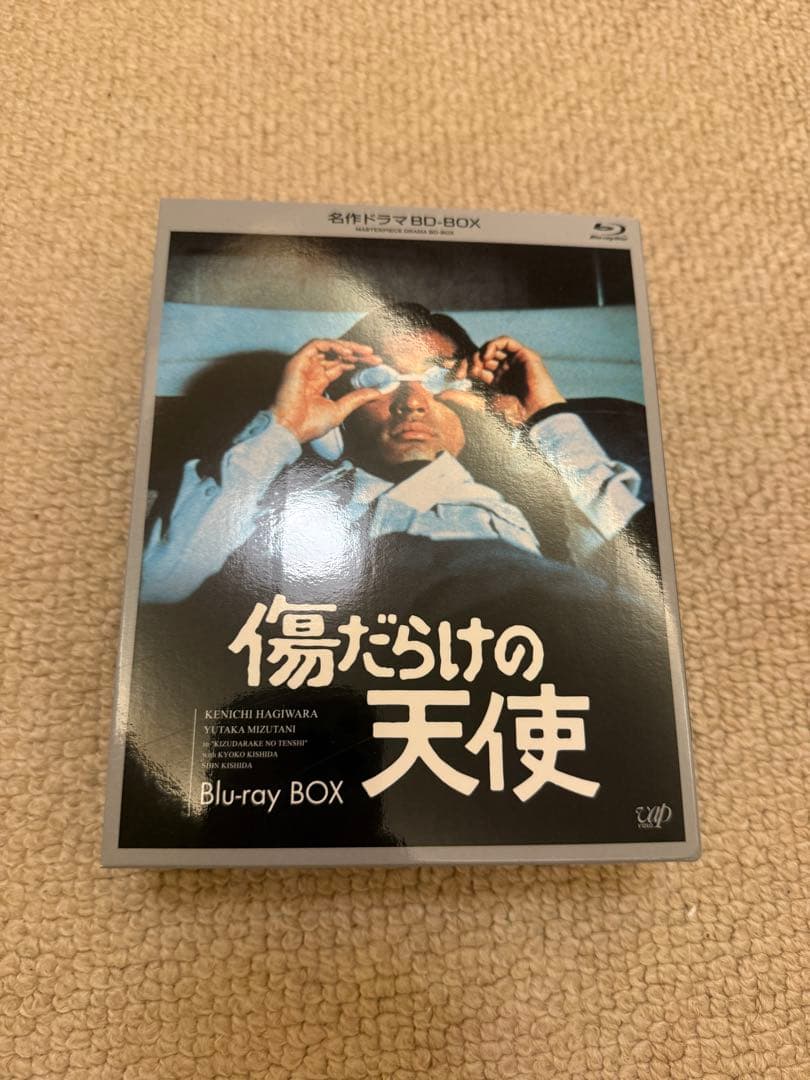 名作ドラマBD-BOX
MASTERPIECE DRAMA BD-BOX
Blu-ray Disc
傷だらけの
天使
KENICHI HAGIWARA
YUTAKA MIZUTANI
in "KIZUDARAKE NO TENSHI"
with KYOKO KISHIDA
SHIN KISHIDA
Blu-ray BOX
vap
VIDEO